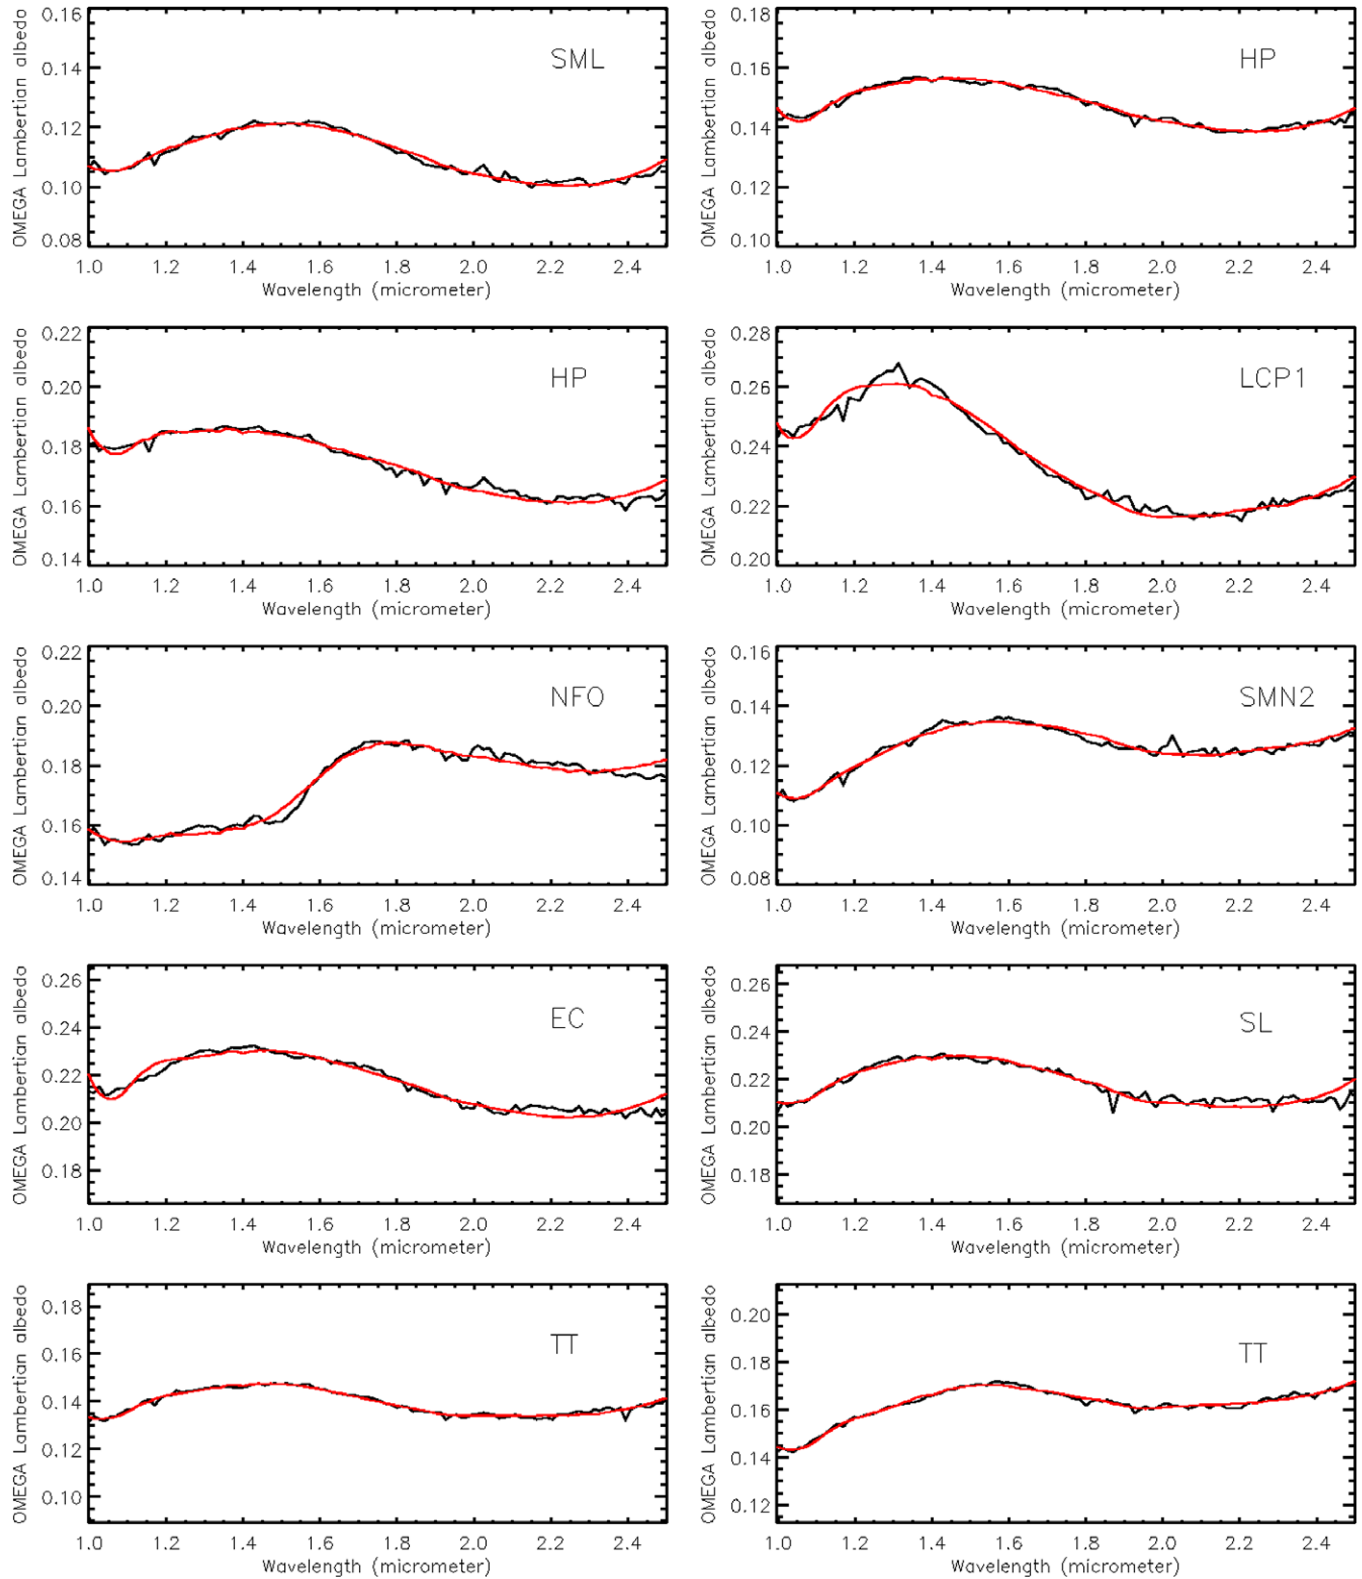 OMEGA Lambertian albedo
0.16
0.14
0.12
0.10
0.08
SML
1.0 1.2 1.4 1.6 1.8 2.0 2.2 2.4
Wavelength (micrometer)
OMEGA Lambertian albedo
0.18
0.16
0.14
0.12
0.10
HP
1.0 1.2 1.4 1.6 1.8 2.0 2.2 2.4
Wavelength (micrometer)
OMEGA Lambertian albedo
0.22
0.20
0.18
0.16
0.14
HP
1.0 1.2 1.4 1.6 1.8 2.0 2.2 2.4
Wavelength (micrometer)
OMEGA Lambertian albedo
0.28
0.26
0.24
0.22
0.20
LCP1
1.0 1.2 1.4 1.6 1.8 2.0 2.2 2.4
Wavelength (micrometer)
OMEGA Lambertian albedo
0.22
0.20
0.18
0.16
0.14
NFO
1.0 1.2 1.4 1.6 1.8 2.0 2.2 2.4
Wavelength (micrometer)
OMEGA Lambertian albedo
0.16
0.14
0.12
0.10
0.08
SMN2
1.0 1.2 1.4 1.6 1.8 2.0 2.2 2.4
Wavelength (micrometer)
OMEGA Lambertian albedo
0.26
0.24
0.22
0.20
0.18
EC
1.0 1.2 1.4 1.6 1.8 2.0 2.2 2.4
Wavelength (micrometer)
OMEGA Lambertian albedo
0.26
0.24
0.22
0.20
0.18
SL
1.0 1.2 1.4 1.6 1.8 2.0 2.2 2.4
Wavelength (micrometer)
OMEGA Lambertian albedo
0.18
0.16
0.14
0.12
0.10
TT
1.0 1.2 1.4 1.6 1.8 2.0 2.2 2.4
Wavelength (micrometer)
OMEGA Lambertian albedo
0.20
0.18
0.16
0.14
0.12
TT
1.0 1.2 1.4 1.6 1.8 2.0 2.2 2.4
Wavelength (micrometer)